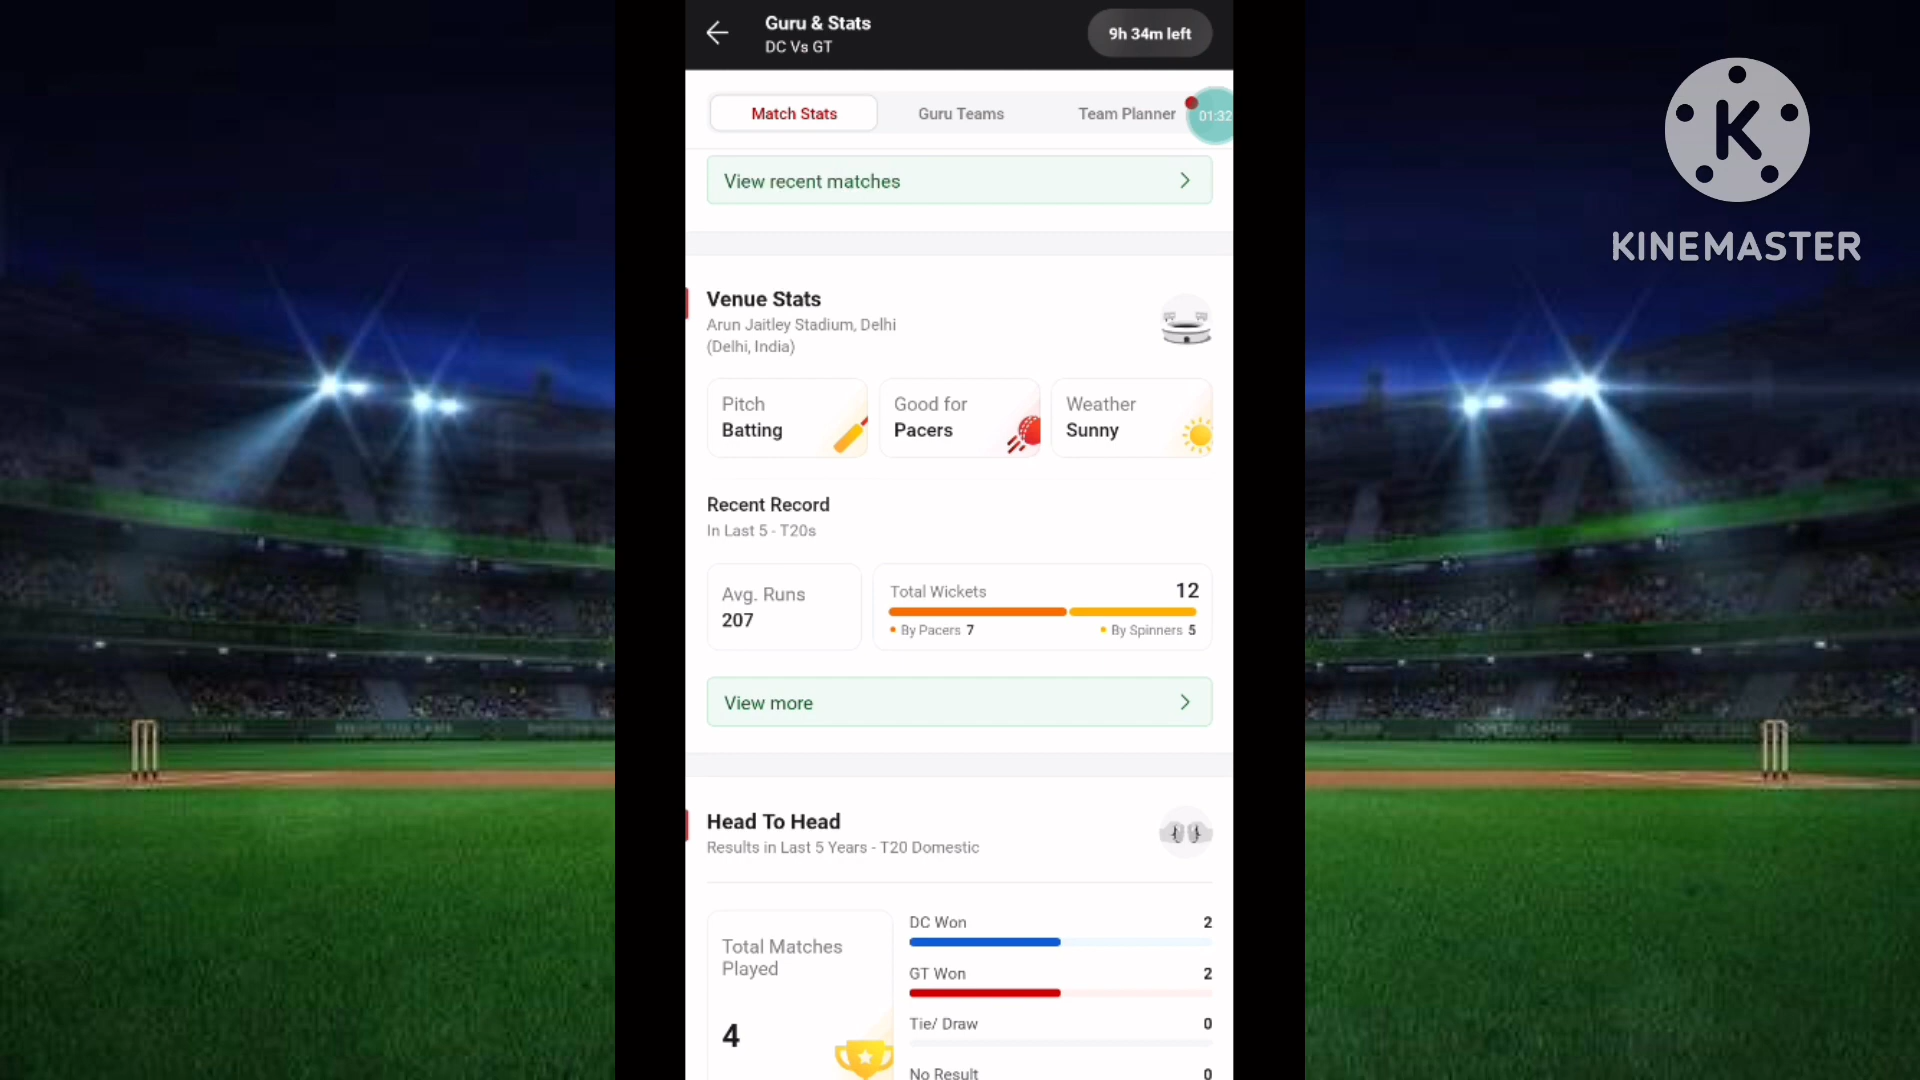 Guru & Stats
DC Vs GT
9h 34m left
Match Stats
Guru Teams
Team Planner
01:32
View recent matches
KINEMASTER
Venue Stats
Arun Jaitley Stadium, Delhi
(Delhi, India)
Pitch
Batting
Good for
Pacers
Weather
Sunny
Recent Record
In Last 5 - T20s
Avg. Runs
207
Total Wickets 12
By Pacers 7
By Spinners 5
View more
Head To Head
Results in Last 5 Years - T20 Domestic
Total Matches
Played
4
DC Won 2
GT Won 2
Tie/ Draw 0
No Result 0